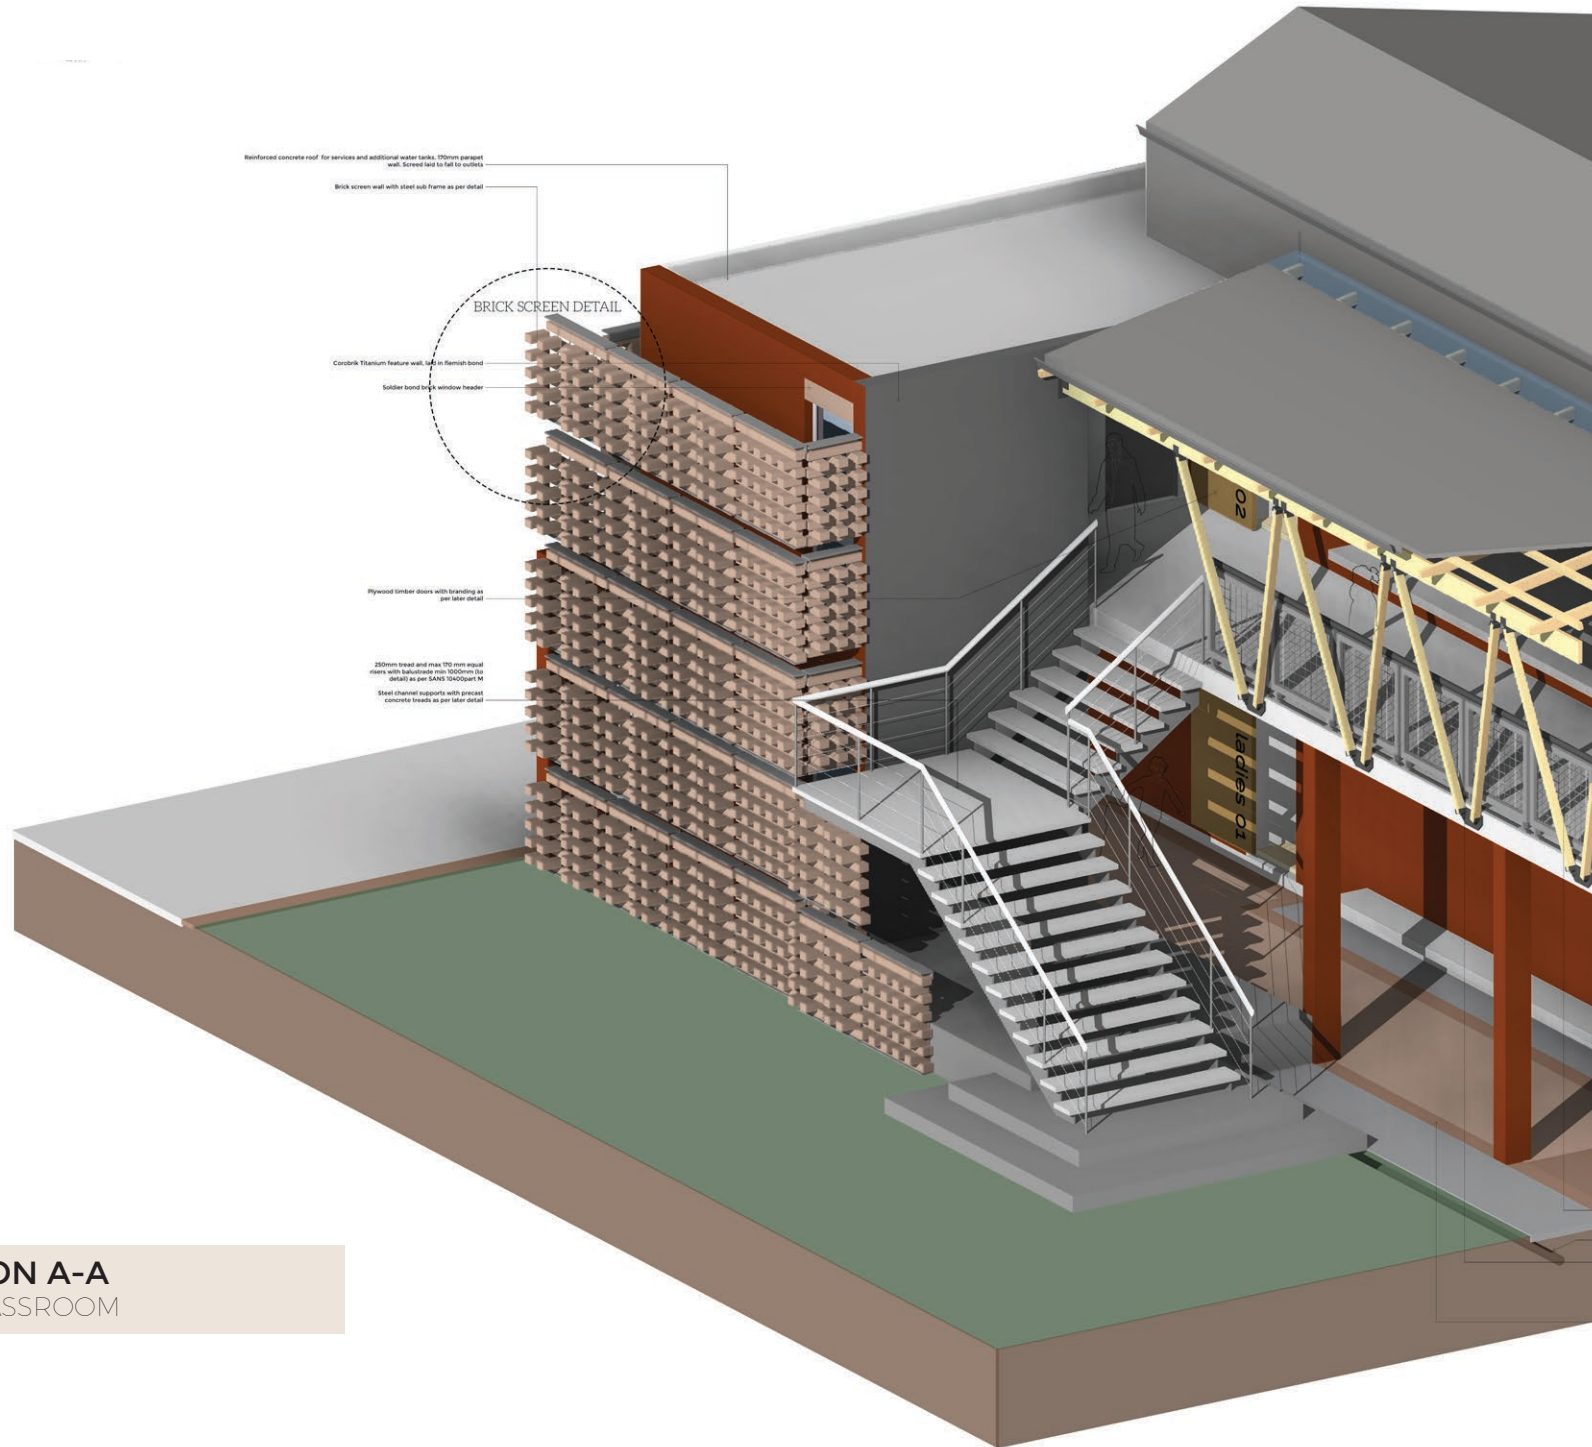 Reinforced concrete roof for services and additional water tanks. 170mm parapet
wall. Screed laid to fall to outlets
Brick screen wall with steel sub frame as per detail
BRICK SCREEN DETAIL
Corobrik Titanium feature wall, laid in flemish bond
Soldier bond brick window header
Plywood timber doors with branding as
per later detail
250mm tread and max 170 mm equal
risers with balustrade min 1000mm (to
detail) as per SANS 10400part M
Steel channel supports with precast
concrete treads as per later detail
02
ladies 01
ON A-A
ASSROOM